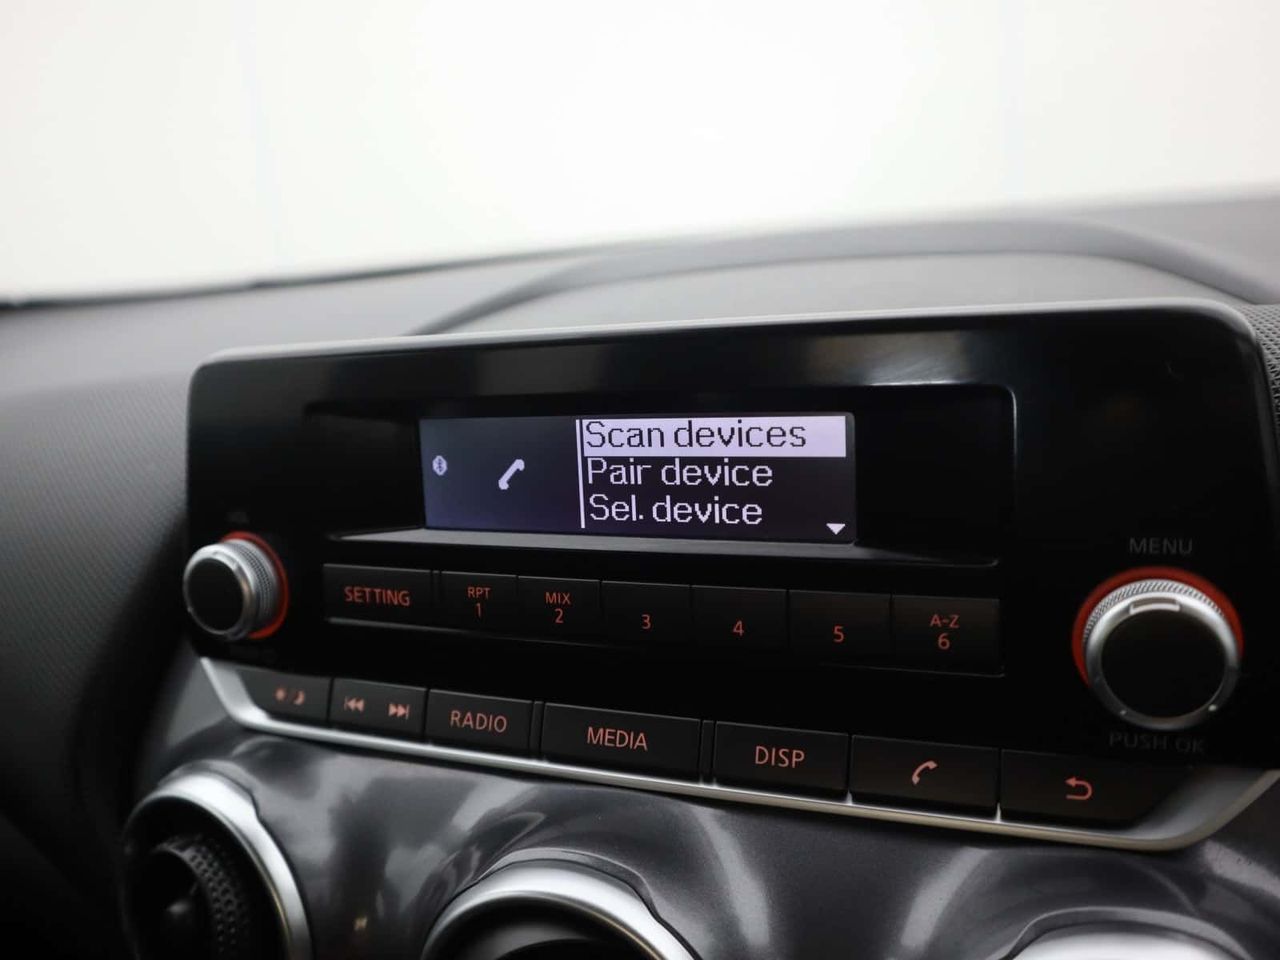 Scan devices
Pair device
Sel. device
MENU
SETTING
RPT
1
MIX
2
3
4
5
A-Z
6
RADIO
MEDIA
DISP
PUSH OK